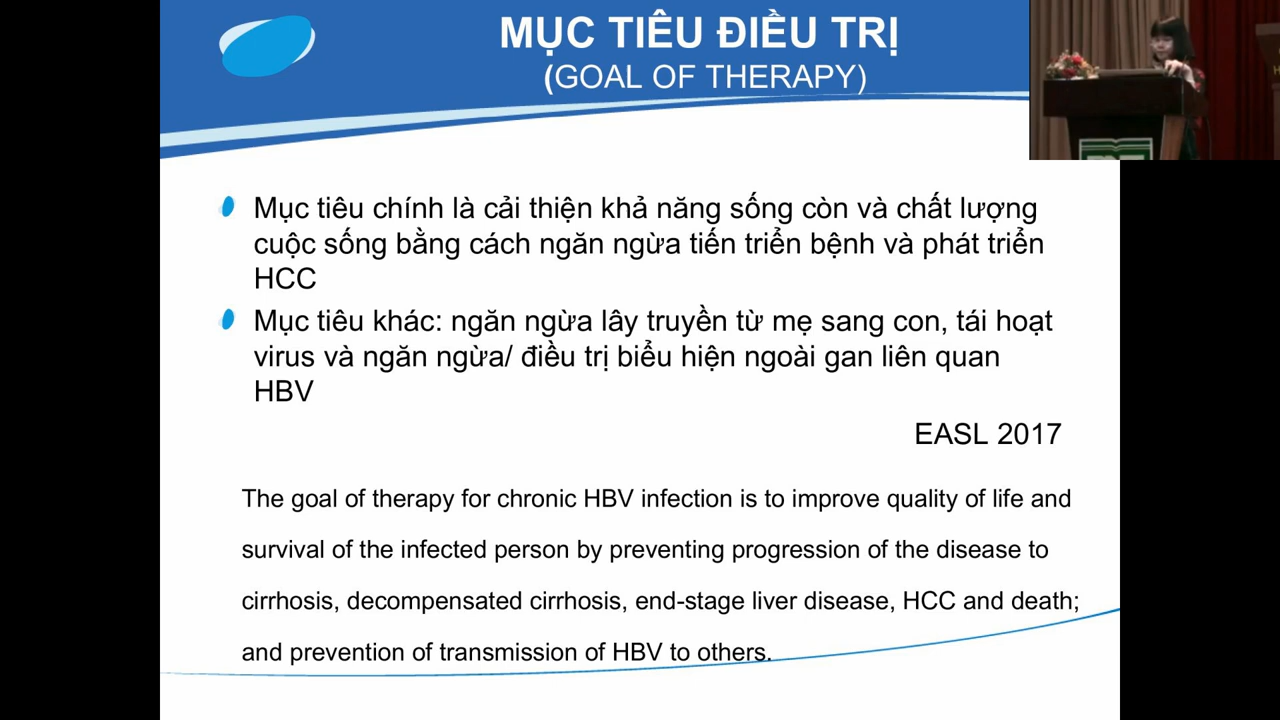 MỤC TIÊU ĐIỀU TRỊ
(GOAL OF THERAPY)
Mục tiêu chính là cải thiện khả năng sống còn và chất lượng
cuộc sống bằng cách ngăn ngừa tiến triển bệnh và phát triển
HCC
Mục tiêu khác: ngăn ngừa lây truyền từ mẹ sang con, tái hoạt
virus và ngăn ngừa/ điều trị biểu hiện ngoài gan liên quan
HBV
EASL 2017
The goal of therapy for chronic HBV infection is to improve quality of life and
survival of the infected person by preventing progression of the disease to
cirrhosis, decompensated cirrhosis, end-stage liver disease, HCC and death;
and prevention of transmission of HBV to others.